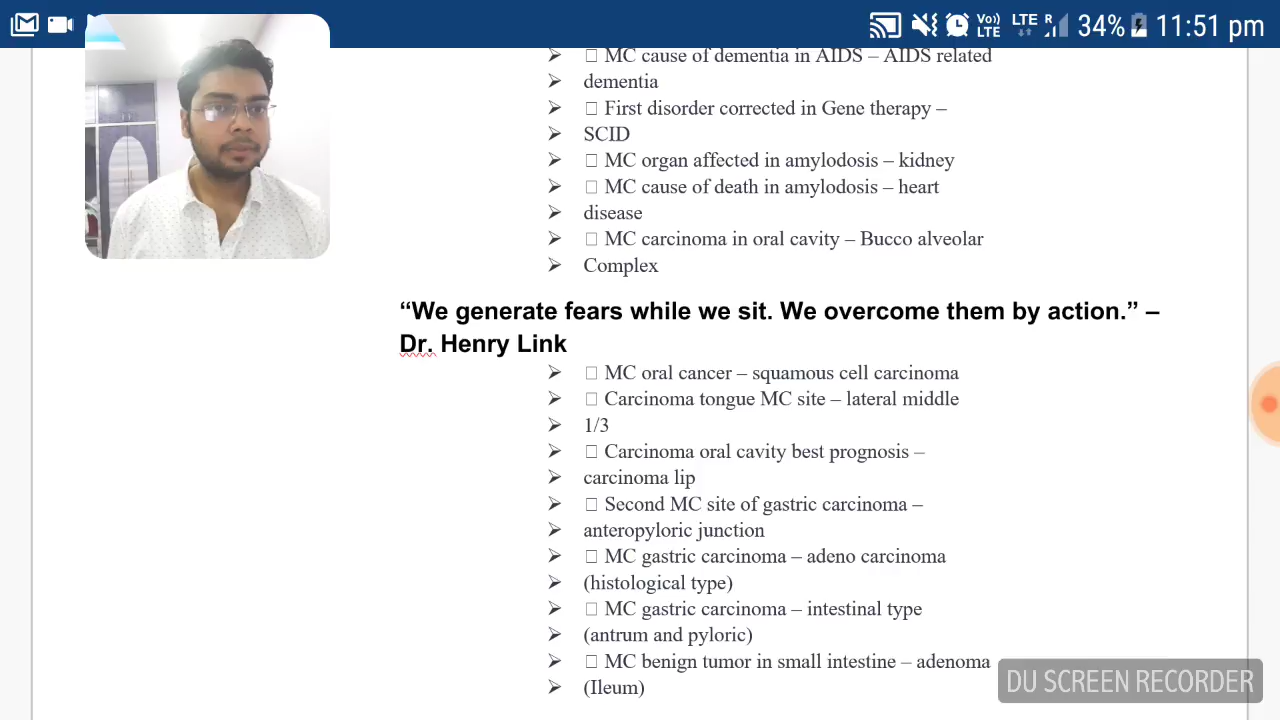 Vo)
LTE
LTE R
34%
11:51 pm
➢ □ MC cause of dementia in AIDS – AIDS related
➢ dementia
➢ □ First disorder corrected in Gene therapy –
➢ SCID
➢ □ MC organ affected in amylodosis – kidney
➢ □ MC cause of death in amylodosis – heart
➢ disease
➢ □ MC carcinoma in oral cavity – Bucco alveolar
➢ Complex
“We generate fears while we sit. We overcome them by action.” –
Dr. Henry Link
➢ □ MC oral cancer – squamous cell carcinoma
➢ □ Carcinoma tongue MC site – lateral middle
➢ 1/3
➢ □ Carcinoma oral cavity best prognosis –
➢ carcinoma lip
➢ □ Second MC site of gastric carcinoma –
➢ anteropyloric junction
➢ □ MC gastric carcinoma – adeno carcinoma
➢ (histological type)
➢ □ MC gastric carcinoma – intestinal type
➢ (antrum and pyloric)
➢ □ MC benign tumor in small intestine – adenoma
➢ (Ileum)
DU SCREEN RECORDER